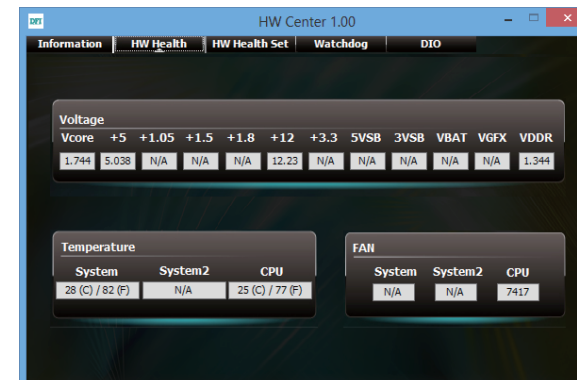 DFI HW Center 1.00
Information HW Health HW Health Set Watchdog DIO
Voltage
Vcore +5 +1.05 +1.5 +1.8 +12 +3.3 5VSB 3VSB VBAT VGFX VDDR
1.744 5.038 N/A N/A N/A 12.23 N/A N/A N/A N/A N/A 1.344
Temperature
System System2 CPU
28 (C) / 82 (F) N/A 25 (C) / 77 (F)
FAN
System System2 CPU
N/A N/A 7417